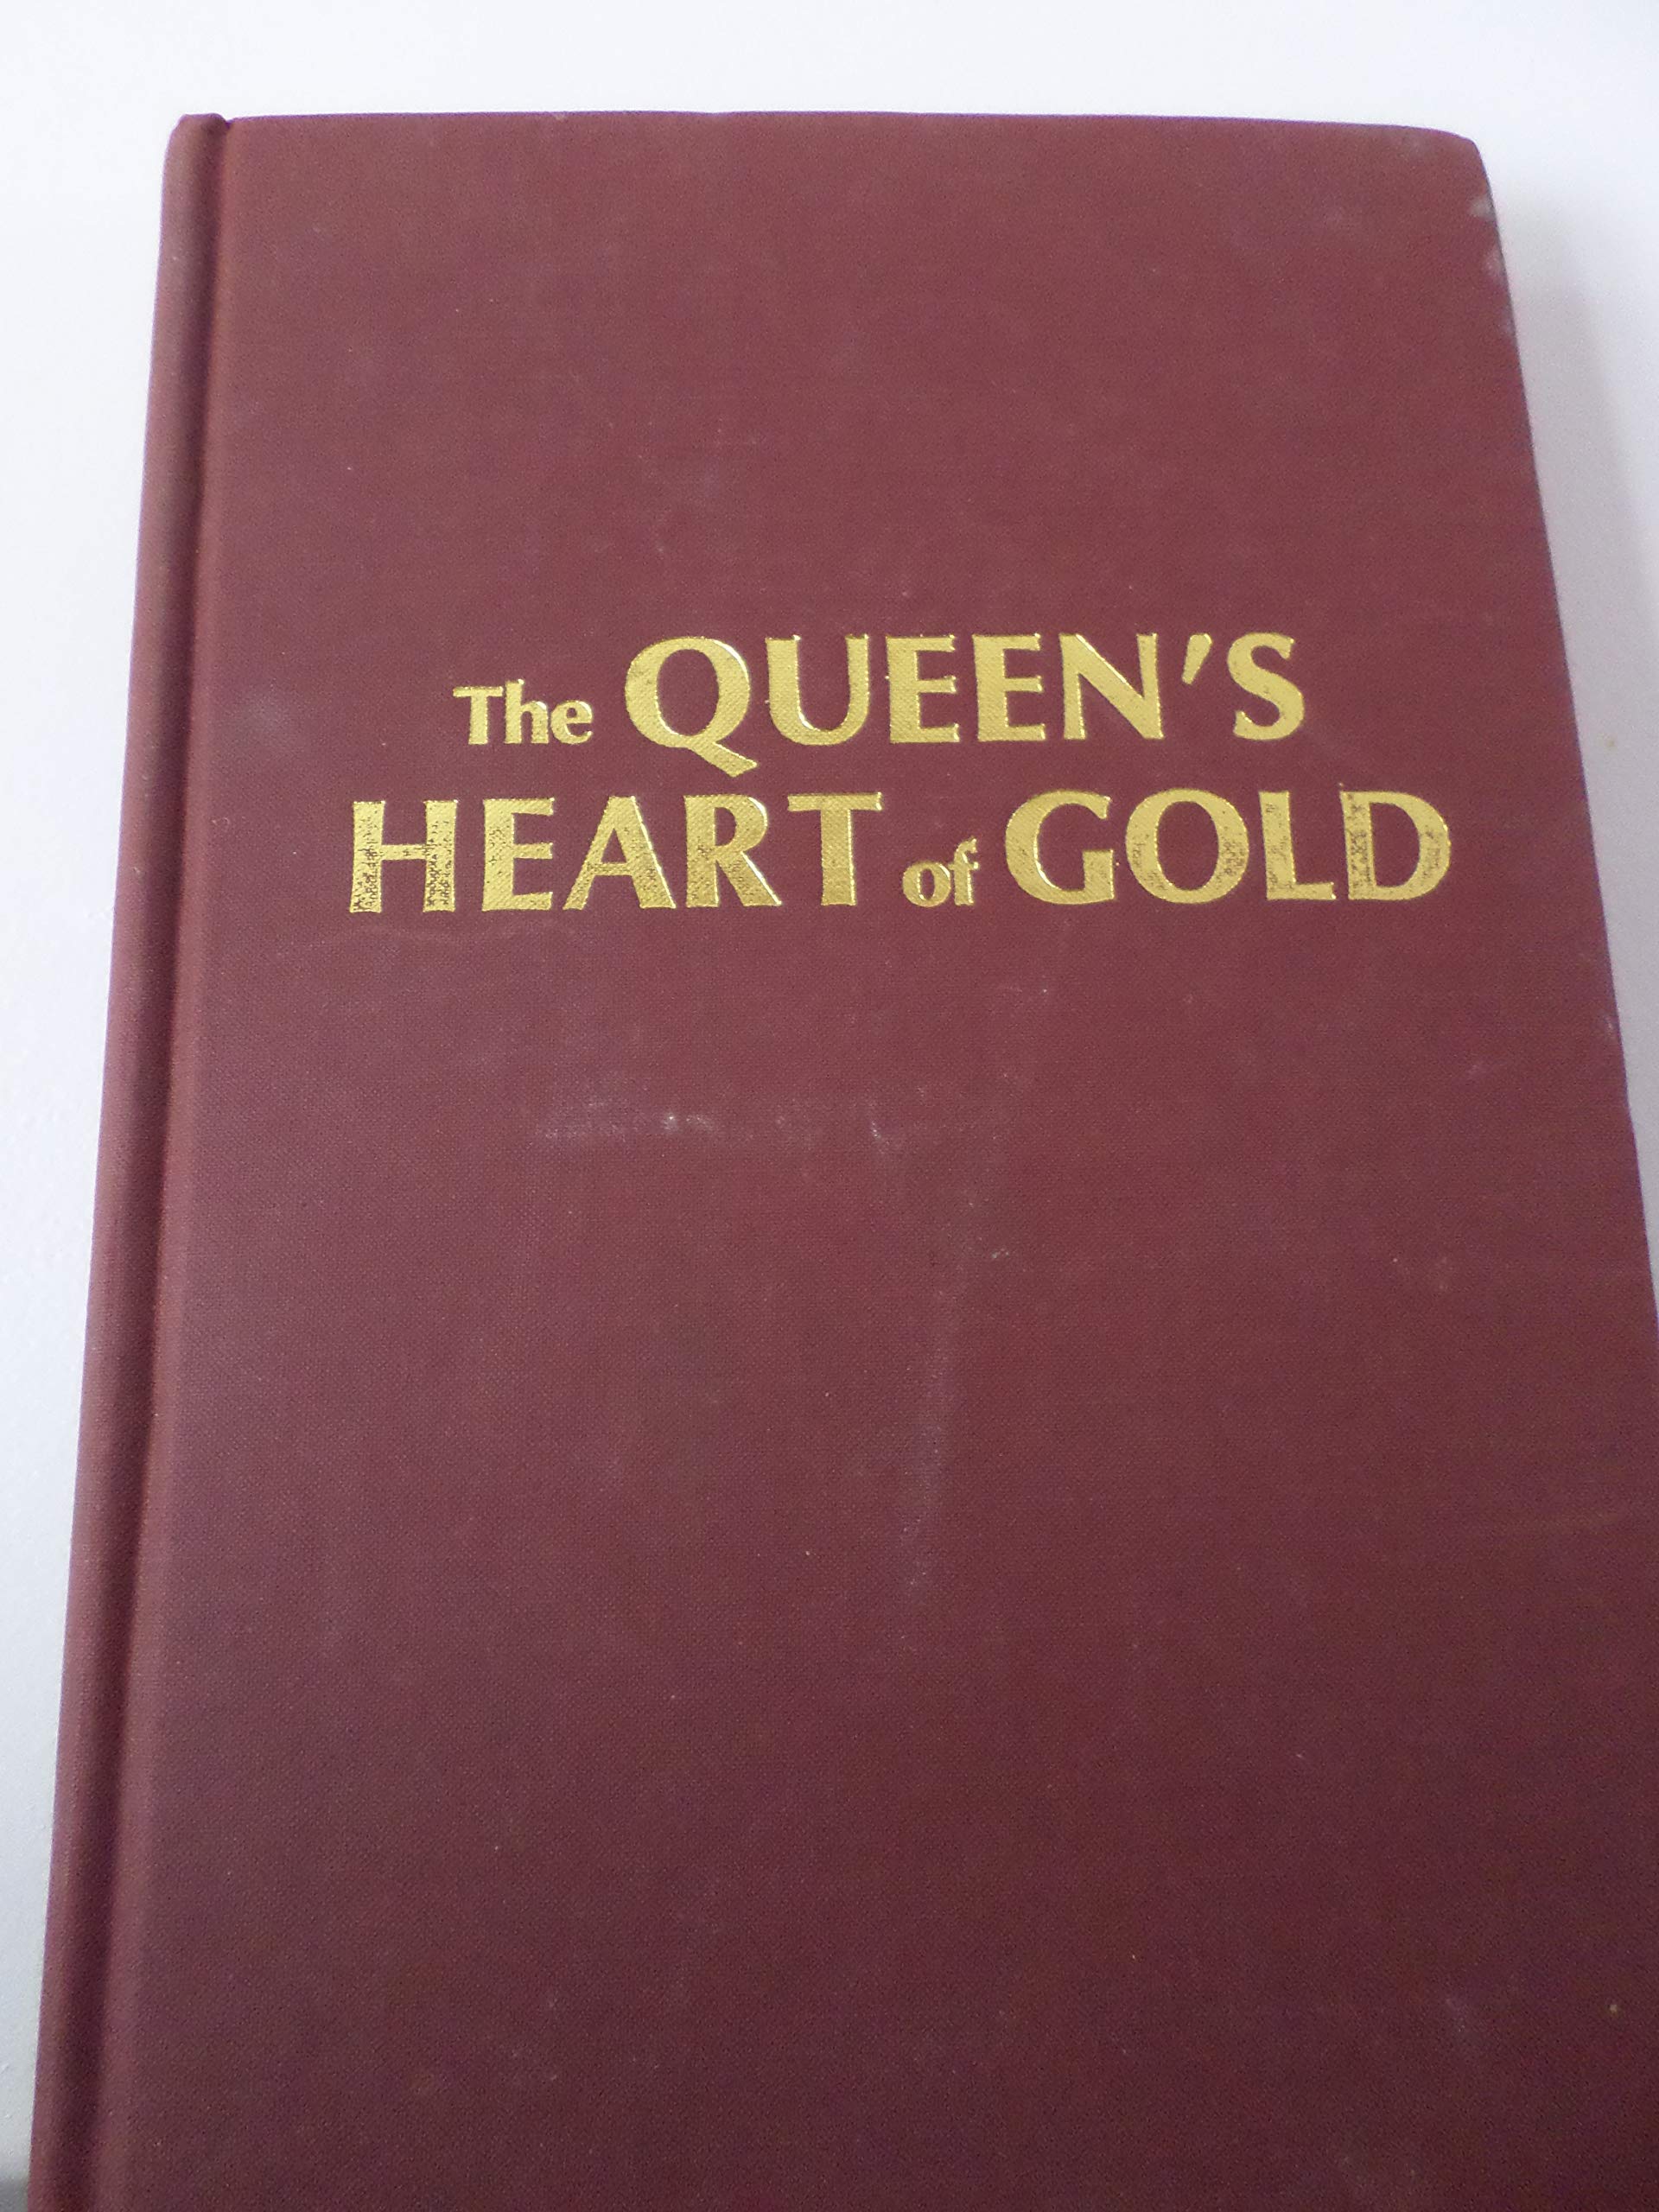 The QUEEN'S
HEART of GOLD